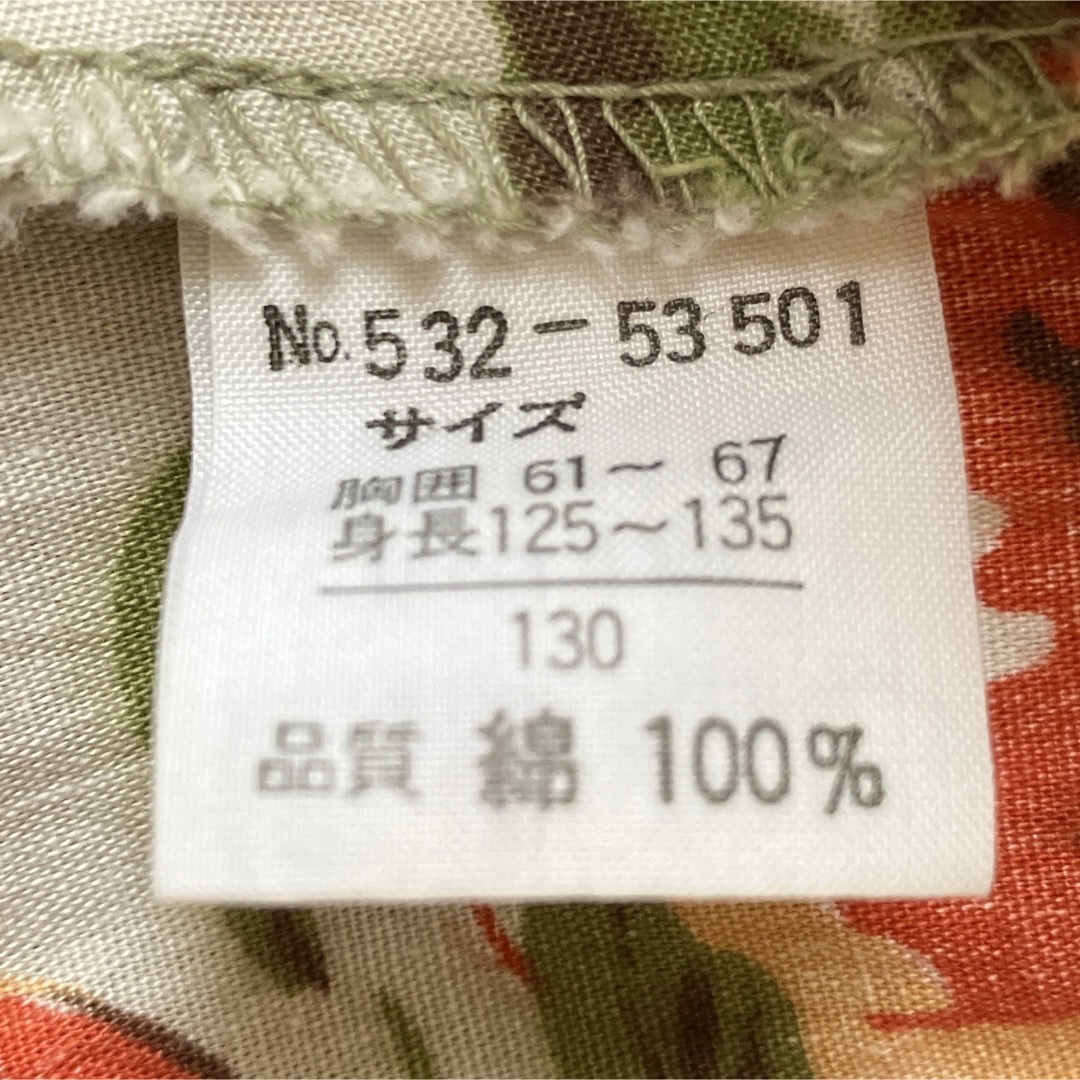 No.532-53501
サイズ
胸囲 61～ 67
身長125～135
130
品質 綿 100%